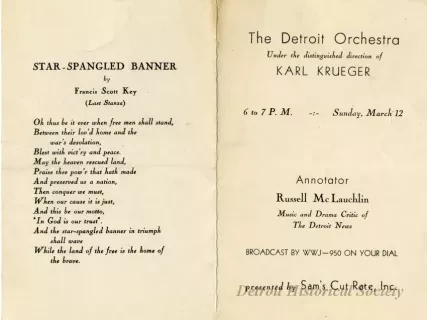 STAR-SPANGLED BANNER
by
Francis Scott Key
(Last Stanza)
Oh thus be it ever when free men shall stand,
Between their lov'd home and the
war's desolation,
Blest with vict'ry and peace.
May the heaven rescued land,
Praise thee pow'r that hath made
And preserved us a nation,
Then conquer we must,
When our cause it is just,
And this be our motto,
"In God is our trust".
And the star-spangled banner in triumph
shall wave
While the land of the free is the home of
the brave.
The Detroit Orchestra
Under the distinguished direction of
KARL KRUEGER
6 to 7 P. M. -:- Sunday, March 12
Annotator
Russell McLauchlin
Music and Drama Critic of
The Detroit News
BROADCAST BY WWJ—950 ON YOUR DIAL
presented by Sam's Cut Rate, Inc.
Detroit Historical Society